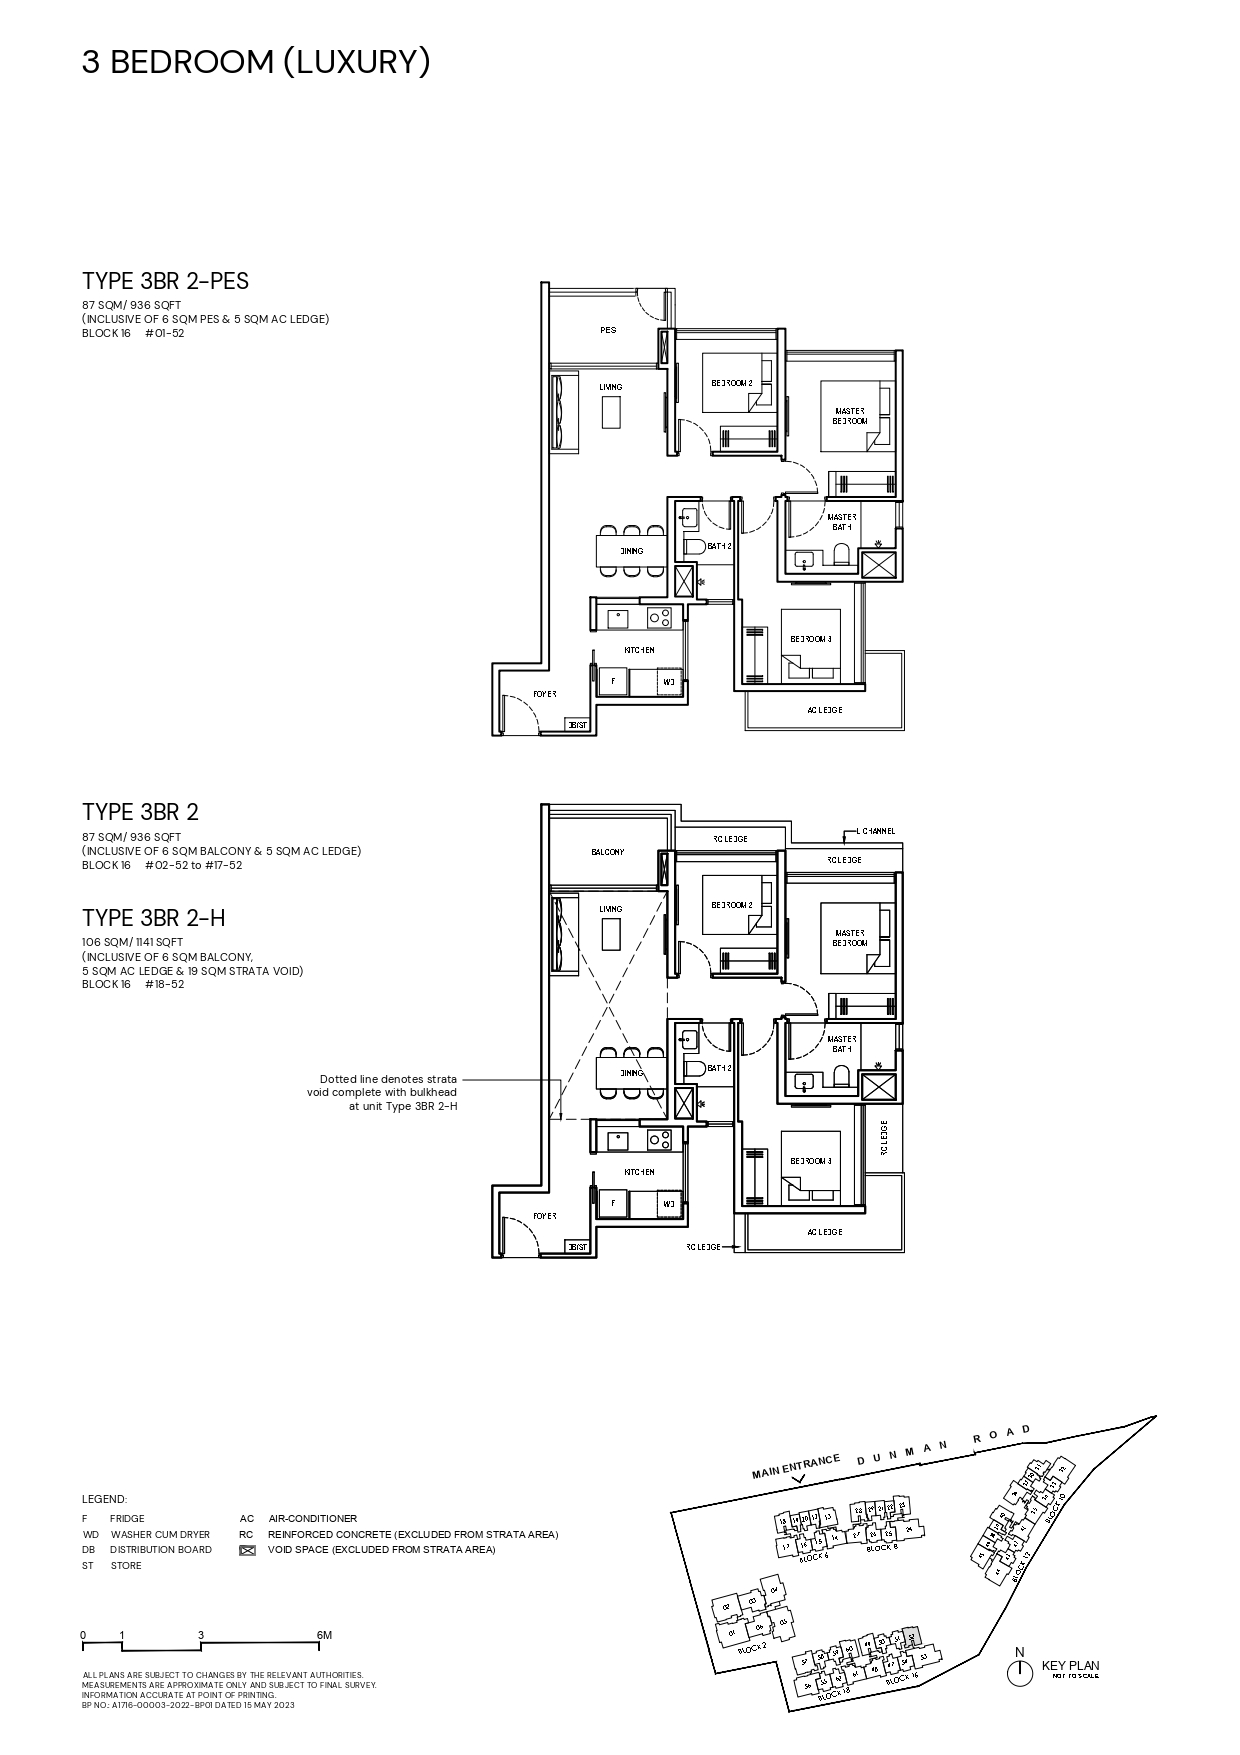 3 BEDROOM (LUXURY)
TYPE 3BR 2-PES
87 SQM/ 936 SQFT
(INCLUSIVE OF 6 SQM PES & 5 SQM AC LEDGE)
BLOCK 16 #01-52
PES
LIVING
BEDROOM 2
MASTER
BEDROOM
MASTER
BATH
BATH 2
DINING
BEDROOM 3
KITCHEN
F
WD
FOYER
DB/ST
AC LEDGE
TYPE 3BR 2
87 SQM/ 936 SQFT
(INCLUSIVE OF 6 SQM BALCONY & 5 SQM AC LEDGE)
BLOCK 16 #02-52 to #17-52
TYPE 3BR 2-H
106 SQM/ 1141 SQFT
(INCLUSIVE OF 6 SQM BALCONY,
5 SQM AC LEDGE & 19 SQM STRATA VOID)
BLOCK 16 #18-52
Dotted line denotes strata
void complete with bulkhead
at unit Type 3BR 2-H
RC LEDGE
L CHANNEL
BALCONY
RC LEDGE
LIVING
BEDROOM 2
MASTER
BEDROOM
MASTER
BATH
BATH 2
DINING
RC LEDGE
BEDROOM 3
KITCHEN
F
WD
FOYER
DB/ST
AC LEDGE
RC LEDGE
LEGEND:
F FRIDGE
WD WASHER CUM DRYER
DB DISTRIBUTION BOARD
ST STORE
AC AIR-CONDITIONER
RC REINFORCED CONCRETE (EXCLUDED FROM STRATA AREA)
VOID SPACE (EXCLUDED FROM STRATA AREA)
0 1 3 6M
ALL PLANS ARE SUBJECT TO CHANGES BY THE RELEVANT AUTHORITIES.
MEASUREMENTS ARE APPROXIMATE ONLY AND SUBJECT TO FINAL SURVEY.
INFORMATION ACCURATE AT POINT OF PRINTING.
BP NO.: A1716-00003-2022-BP01 DATED 15 MAY 2023
MAIN ENTRANCE
DUNMAN ROAD
BLOCK 6
BLOCK 8
BLOCK 10
BLOCK 12
BLOCK 2
BLOCK 18
BLOCK 16
N
KEY PLAN
NOT TO SCALE